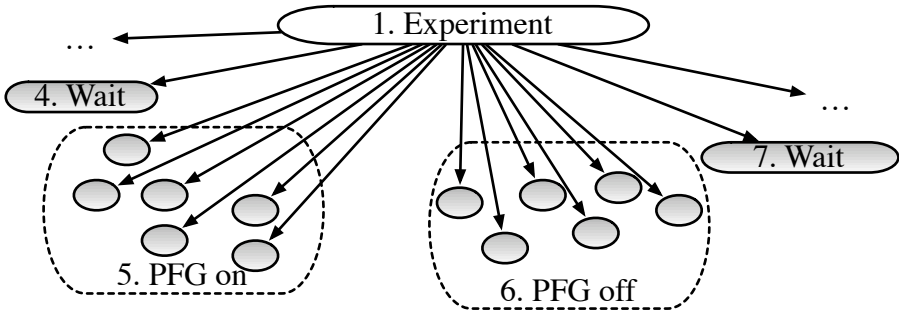 1. Experiment
...
4. Wait
...
7. Wait
5. PFG on
6. PFG off